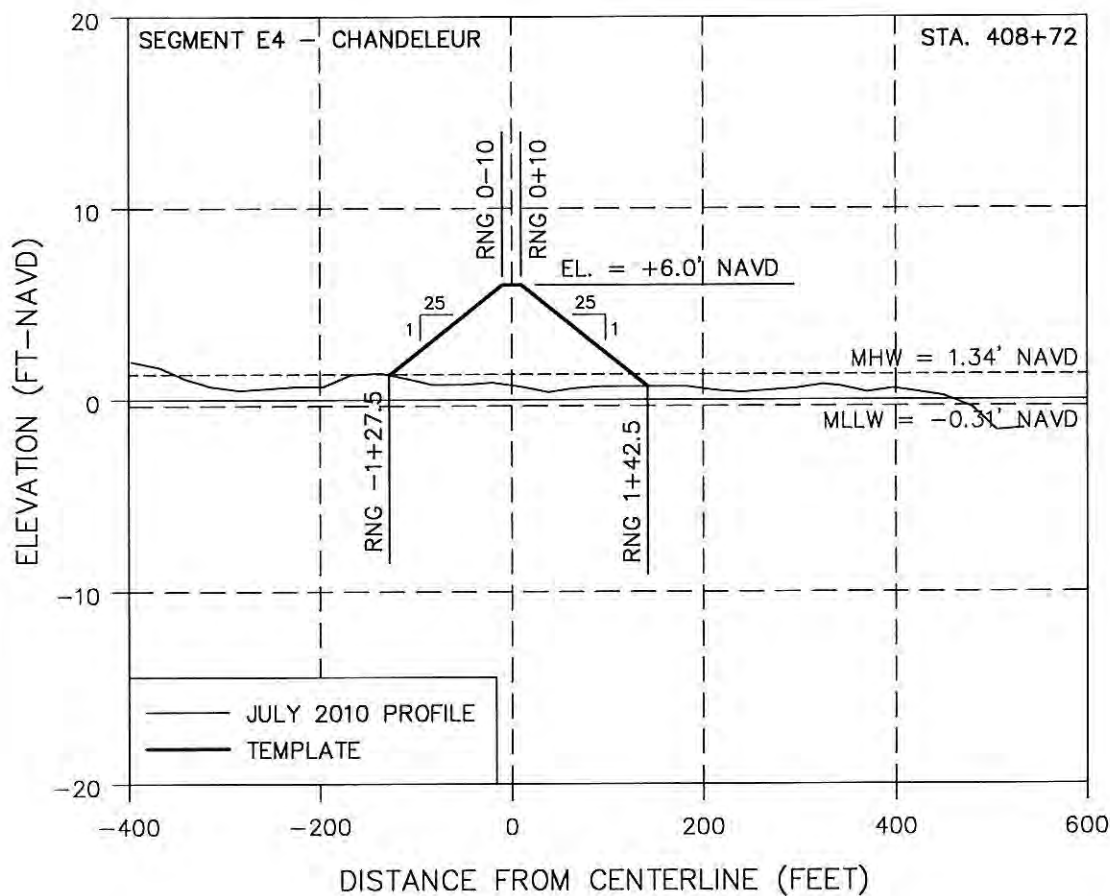 SEGMENT E4 – CHANDELEUR
STA. 408+72
20
10
0
−10
−20
ELEVATION (FT−NAVD)
RNG 0−10
RNG 0+10
EL. = +6.0' NAVD
25
1
25
1
MHW = 1.34' NAVD
MLLW = −0.31' NAVD
RNG −1+27.5
RNG 1+42.5
JULY 2010 PROFILE
TEMPLATE
−400
−200
0
200
400
600
DISTANCE FROM CENTERLINE (FEET)